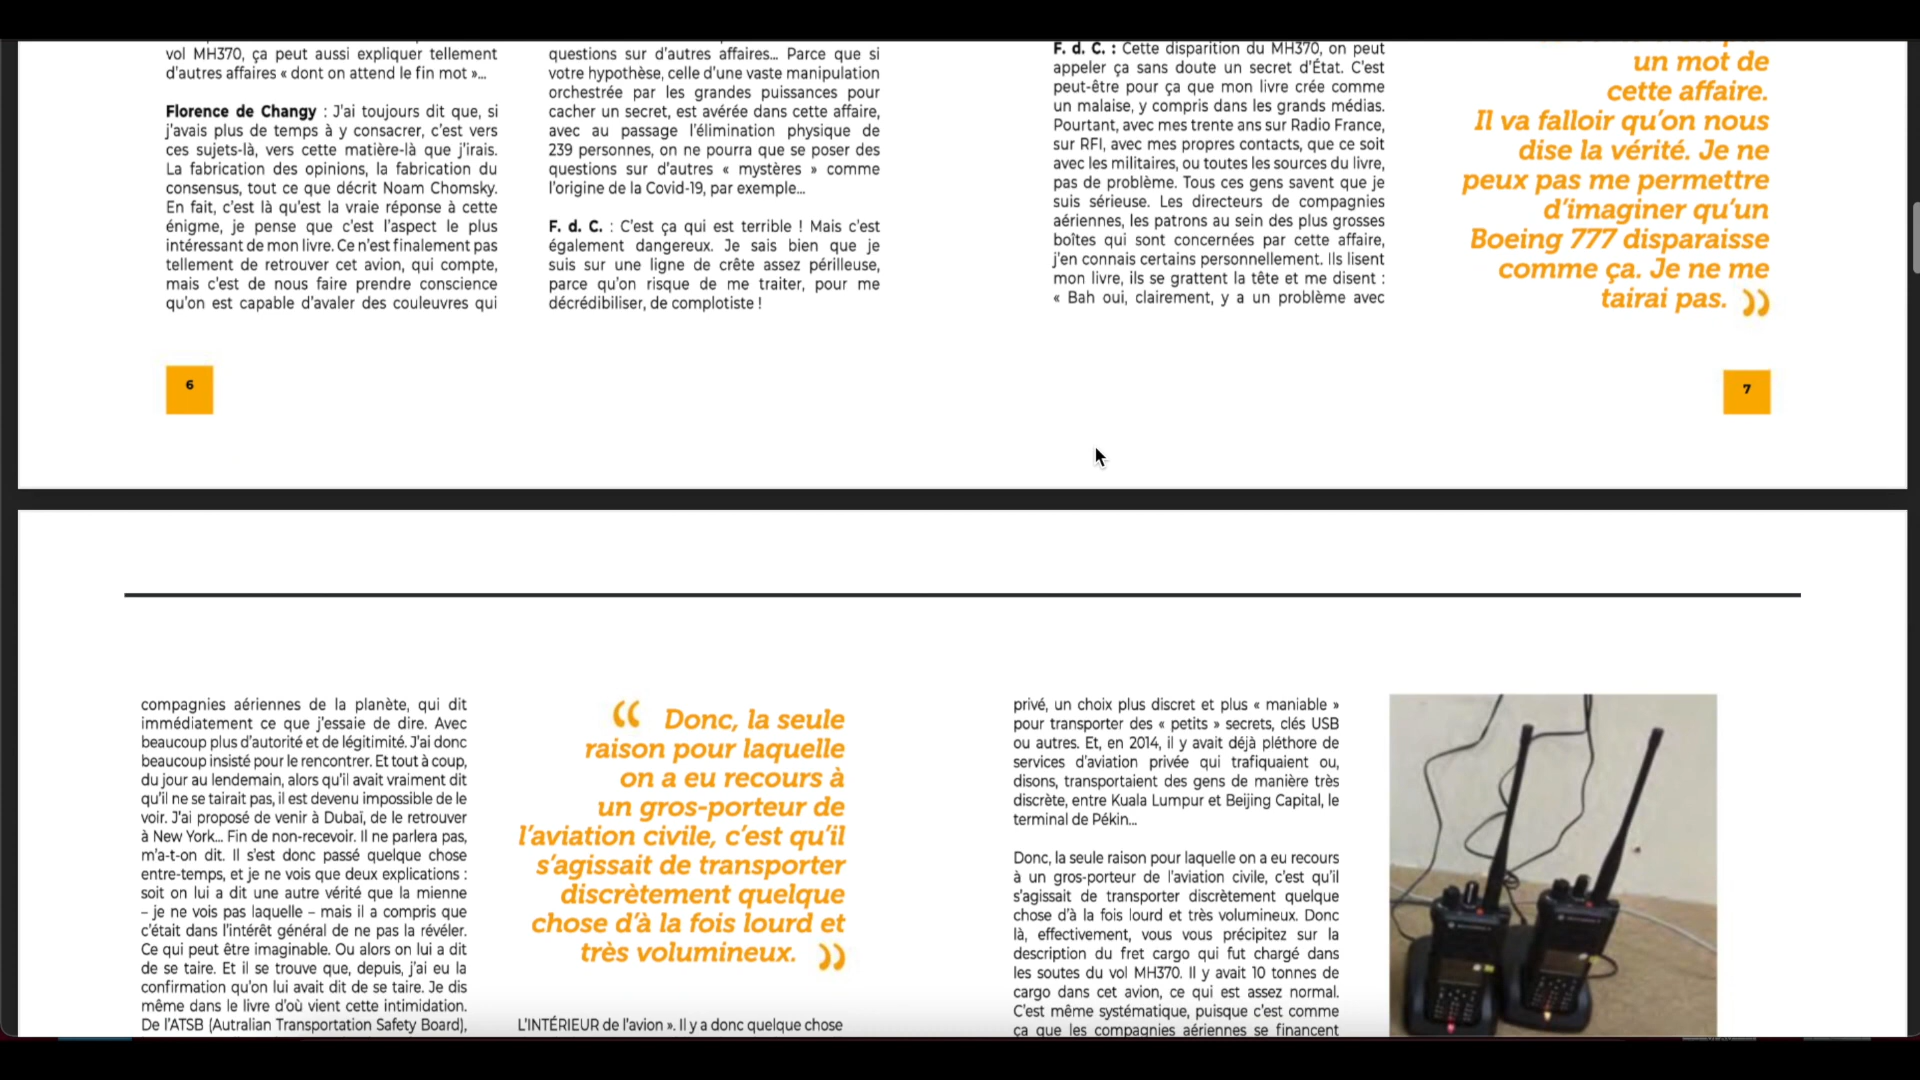 vol MH370, ça peut aussi expliquer tellement
d'autres affaires « dont on attend le fin mot »...
Florence de Changy : J'ai toujours dit que, si
j'avais plus de temps à y consacrer, c'est vers
ces sujets-là, vers cette matière-là que j'irais.
La fabrication des opinions, la fabrication du
consensus, tout ce que décrit Noam Chomsky.
En fait, c'est là qu'est la vraie réponse à cette
énigme, je pense que c'est l'aspect le plus
intéressant de mon livre. Ce n'est finalement pas
tellement de retrouver cet avion, qui compte,
mais c'est de nous faire prendre conscience
qu'on est capable d'avaler des couleuvres qui
6
questions sur d'autres affaires... Parce que si
votre hypothèse, celle d'une vaste manipulation
orchestrée par les grandes puissances pour
cacher un secret, est avérée dans cette affaire,
avec au passage l'élimination physique de
239 personnes, on ne pourra que se poser des
questions sur d'autres « mystères » comme
l'origine de la Covid-19, par exemple...
F. d. C. : C'est ça qui est terrible ! Mais c'est
également dangereux. Je sais bien que je
suis sur une ligne de crête assez périlleuse,
parce qu'on risque de me traiter, pour me
décrédibiliser, de complotiste !
F. d. C. : Cette disparition du MH370, on peut
appeler ça sans doute un secret d'État. C'est
peut-être pour ça que mon livre crée comme
un malaise, y compris dans les grands médias.
Pourtant, avec mes trente ans sur Radio France,
sur RFI, avec mes propres contacts, que ce soit
avec les militaires, ou toutes les sources du livre,
pas de problème. Tous ces gens savent que je
suis sérieuse. Les directeurs de compagnies
aériennes, les patrons au sein des plus grosses
boîtes qui sont concernées par cette affaire,
j'en connais certains personnellement. Ils lisent
mon livre, ils se grattent la tête et me disent :
« Bah oui, clairement, y a un problème avec
un mot de
cette affaire.
Il va falloir qu'on nous
dise la vérité. Je ne
peux pas me permettre
d'imaginer qu'un
Boeing 777 disparaisse
comme ça. Je ne me
tairai pas. ”
7
compagnies aériennes de la planète, qui dit
immédiatement ce que j'essaie de dire. Avec
beaucoup plus d'autorité et de légitimité. J'ai donc
beaucoup insisté pour le rencontrer. Et tout à coup,
du jour au lendemain, alors qu'il avait vraiment dit
qu'il ne se tairait pas, il est devenu impossible de le
voir. J'ai proposé de venir à Dubaï, de le retrouver
à New York... Fin de non-recevoir. Il ne parlera pas,
m'a-t-on dit. Il s'est donc passé quelque chose
entre-temps, et je ne vois que deux explications :
soit on lui a dit une autre vérité que la mienne
– je ne vois pas laquelle – mais il a compris que
c'était dans l'intérêt général de ne pas la révéler.
Ce qui peut être imaginable. Ou alors on lui a dit
de se taire. Et il se trouve que, depuis, j'ai eu la
confirmation qu'on lui avait dit de se taire. Je dis
même dans le livre d'où vient cette intimidation.
De l'ATSB (Autralian Transportation Safety Board),
“ Donc, la seule
raison pour laquelle
on a eu recours à
un gros-porteur de
l'aviation civile, c'est qu'il
s'agissait de transporter
discrètement quelque
chose d'à la fois lourd et
très volumineux. ”
L'INTÉRIEUR de l'avion ». Il y a donc quelque chose
privé, un choix plus discret et plus « maniable »
pour transporter des « petits » secrets, clés USB
ou autres. Et, en 2014, il y avait déjà pléthore de
services d'aviation privée qui trafiquaient ou,
disons, transportaient des gens de manière très
discrète, entre Kuala Lumpur et Beijing Capital, le
terminal de Pékin...
Donc, la seule raison pour laquelle on a eu recours
à un gros-porteur de l'aviation civile, c'est qu'il
s'agissait de transporter discrètement quelque
chose d'à la fois lourd et très volumineux. Donc
là, effectivement, vous vous précipitez sur la
description du fret cargo qui fut chargé dans
les soutes du vol MH370. Il y avait 10 tonnes de
cargo dans cet avion, ce qui est assez normal.
C'est même systématique, puisque c'est comme
ça que les compagnies aériennes se financent